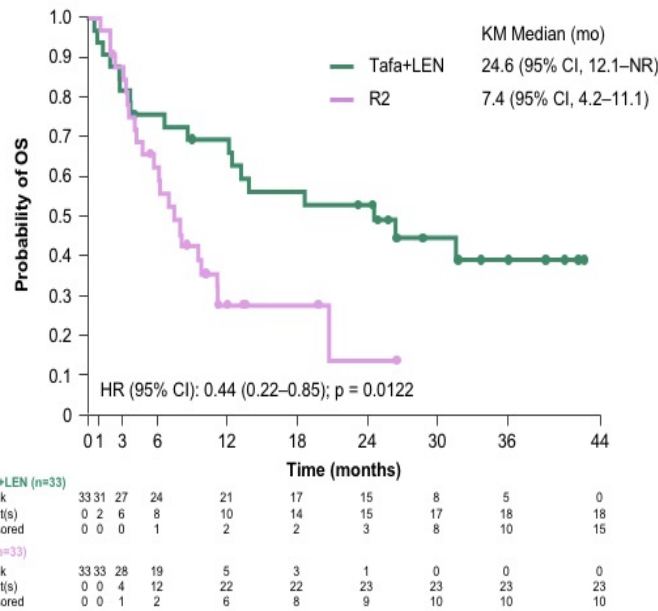 KM Median (mo)
Tafa+LEN 24.6 (95% CI, 12.1–NR)
R2 7.4 (95% CI, 4.2–11.1)
Probability of OS
1.0
0.9
0.8
0.7
0.6
0.5
0.4
0.3
0.2
0.1
0
HR (95% CI): 0.44 (0.22–0.85); p = 0.0122
0 1 3 6 12 18 24 30 36 44
Time (months)
+LEN (n=33)
k 33 31 27 24 21 17 15 8 5 0
t(s) 0 2 6 8 10 14 15 17 18 18
ored 0 0 0 1 2 2 3 8 10 15
n=33)
k 33 33 28 19 5 3 1 0 0 0
t(s) 0 0 4 12 22 22 23 23 23 23
ored 0 0 1 2 6 8 9 10 10 10